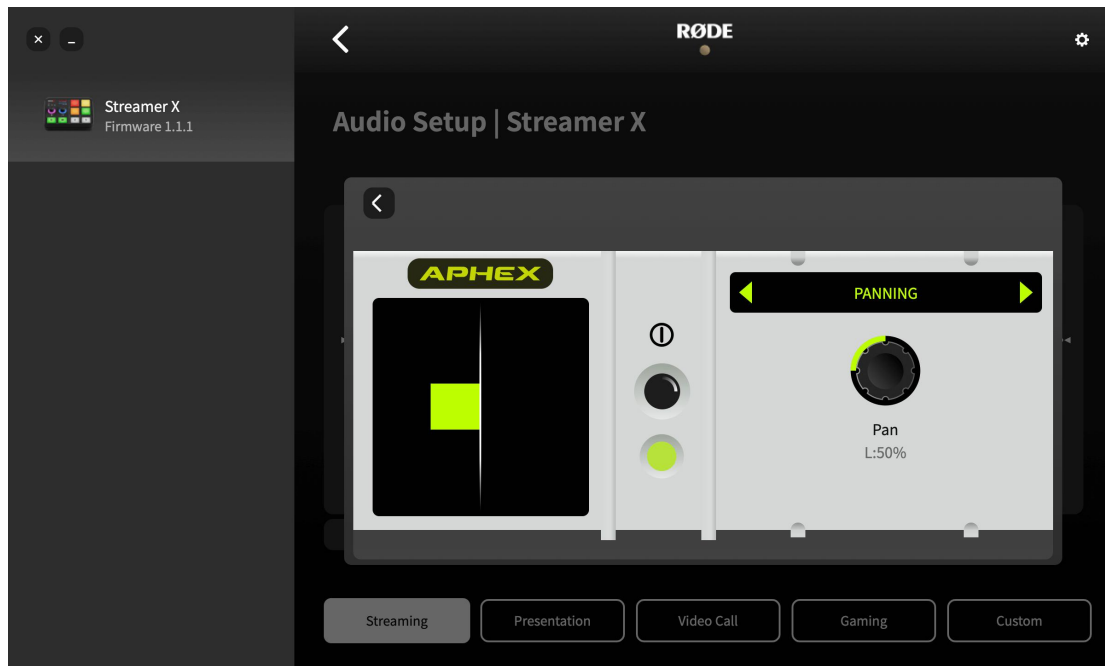 RØDE
Streamer X
Firmware 1.1.1
Audio Setup | Streamer X
APHEX
PANNING
Pan
L:50%
Streaming
Presentation
Video Call
Gaming
Custom